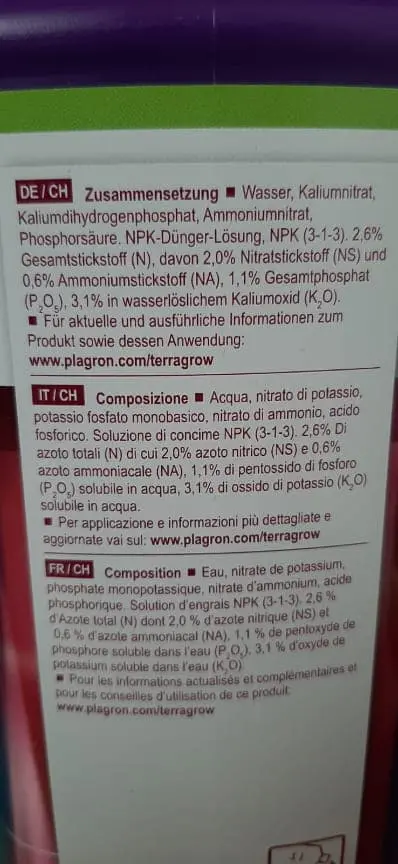 DE/CH Zusammensetzung ■ Wasser, Kaliumnitrat,
Kaliumdihydrogenphosphat, Ammoniumnitrat,
Phosphorsäure. NPK-Dünger-Lösung, NPK (3-1-3). 2,6%
Gesamtstickstoff (N), davon 2,0% Nitratstickstoff (NS) und
0,6% Ammoniumstickstoff (NA), 1,1% Gesamtphosphat
(P₂O₅), 3,1% in wasserlöslichem Kaliumoxid (K₂O).
■ Für aktuelle und ausführliche Informationen zum
Produkt sowie dessen Anwendung:
www.plagron.com/terragrow
IT/CH Composizione ■ Acqua, nitrato di potassio,
potassio fosfato monobasico, nitrato di ammonio, acido
fosforico. Soluzione di concime NPK (3-1-3). 2,6% Di
azoto totali (N) di cui 2,0% azoto nitrico (NS) e 0,6%
azoto ammoniacale (NA), 1,1% di pentossido di fosforo
(P₂O₅) solubile in acqua, 3,1% di ossido di potassio (K₂O)
solubile in acqua.
■ Per applicazione e informazioni più dettagliate e
aggiornate vai sul: www.plagron.com/terragrow
FR/CH Composition ■ Eau, nitrate de potassium,
phosphate monopotassique, nitrate d'ammonium, acide
phosphorique. Solution d'engrais NPK (3-1-3). 2,6 %
d'Azote total (N) dont 2,0 % d'azote nitrique (NS) et
0,6 % d'azote ammoniacal (NA), 1,1 % de pentoxyde de
phosphore soluble dans l'eau (P₂O₅). 3,1 % d'oxyde de
potassium soluble dans l'eau (K₂O)
■ Pour les informations actualisés et complémentaires et
pour les conseilles d'utilisation de ce produit:
www.plagron.com/terragrow